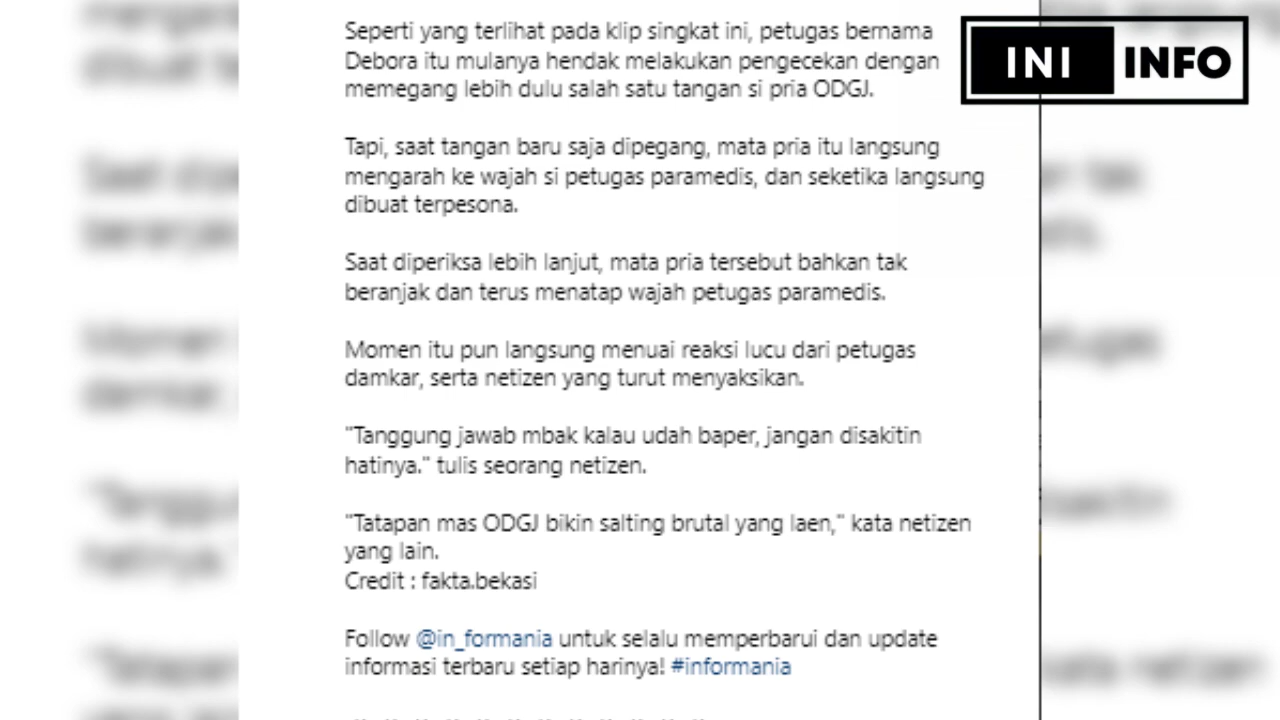 INI INFO
Seperti yang terlihat pada klip singkat ini, petugas bernama
Debora itu mulanya hendak melakukan pengecekan dengan
memegang lebih dulu salah satu tangan si pria ODGJ.
Tapi, saat tangan baru saja dipegang, mata pria itu langsung
mengarah ke wajah si petugas paramedis, dan seketika langsung
dibuat terpesona.
Saat diperiksa lebih lanjut, mata pria tersebut bahkan tak
beranjak dan terus menatap wajah petugas paramedis.
Momen itu pun langsung menuai reaksi lucu dari petugas
damkar, serta netizen yang turut menyaksikan.
"Tanggung jawab mbak kalau udah baper, jangan disakitin
hatinya." tulis seorang netizen.
"Tatapan mas ODGJ bikin salting brutal yang laen," kata netizen
yang lain.
Credit : fakta.bekasi
Follow @in_formania untuk selalu memperbarui dan update
informasi terbaru setiap harinya! #informania